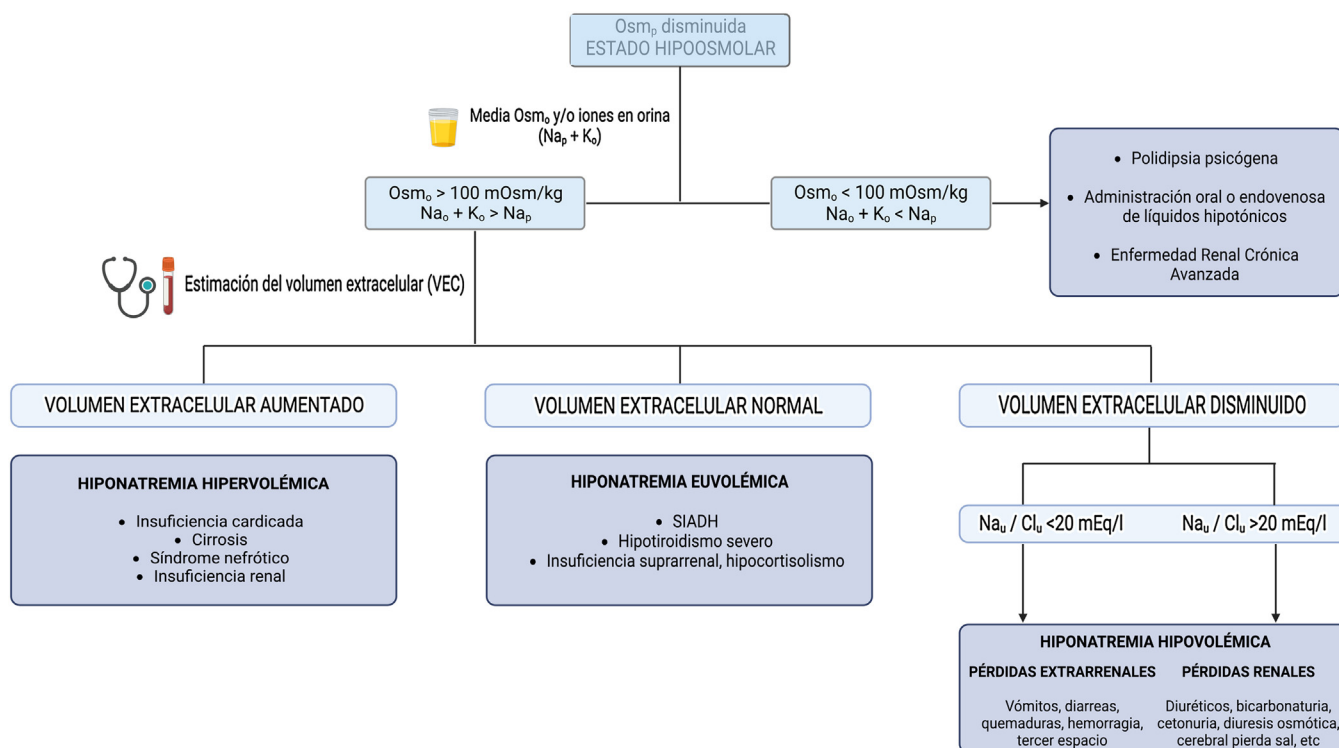 Osmₚ disminuida
ESTADO HIPOOSMOLAR
Media Osmₒ y/o iones en orina
(Naₚ + Kₒ)
Osmₒ > 100 mOsm/kg
Naₒ + Kₒ > Naₚ
Osmₒ < 100 mOsm/kg
Naₒ + Kₒ < Naₚ
• Polidipsia psicógena
• Administración oral o endovenosa
de líquidos hipotónicos
• Enfermedad Renal Crónica
Avanzada
Estimación del volumen extracelular (VEC)
VOLUMEN EXTRACELULAR AUMENTADO
VOLUMEN EXTRACELULAR NORMAL
VOLUMEN EXTRACELULAR DISMINUIDO
HIPONATREMIA HIPERVOLÉMICA
• Insuficiencia cardicada
• Cirrosis
• Síndrome nefrótico
• Insuficiencia renal
HIPONATREMIA EUVOLÉMICA
• SIADH
• Hipotiroidismo severo
• Insuficiencia suprarrenal, hipocortisolismo
Naᵤ / Clᵤ <20 mEq/l
Naᵤ / Clᵤ >20 mEq/l
HIPONATREMIA HIPOVOLÉMICA
PÉRDIDAS EXTRARRENALES
Vómitos, diarreas,
quemaduras, hemorragia,
tercer espacio
PÉRDIDAS RENALES
Diuréticos, bicarbonaturia,
cetonuria, diuresis osmótica,
cerebral pierda sal, etc